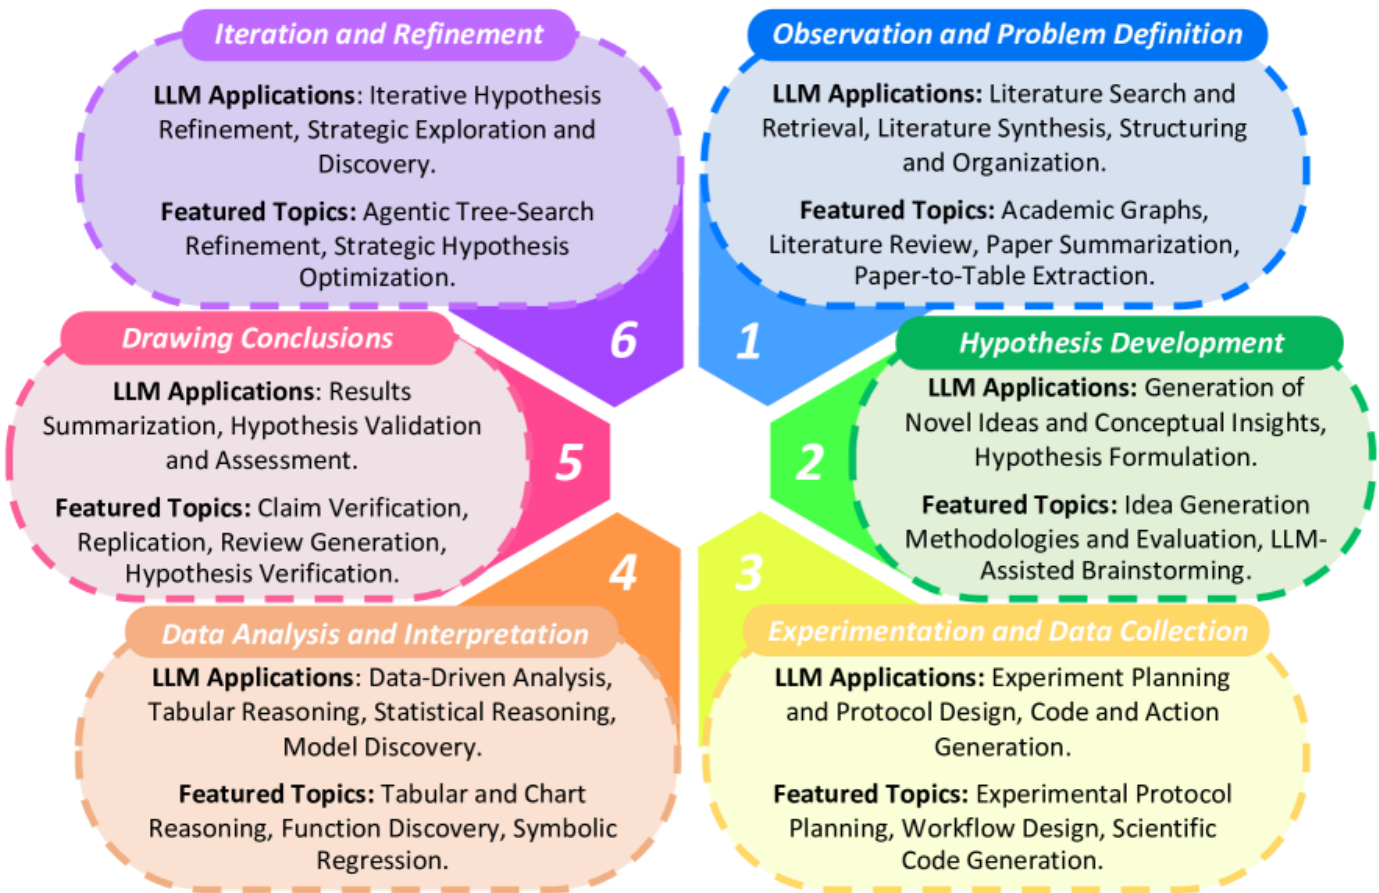 Iteration and Refinement
LLM Applications: Iterative Hypothesis
Refinement, Strategic Exploration and
Discovery.
Featured Topics: Agentic Tree-Search
Refinement, Strategic Hypothesis
Optimization.
6
Observation and Problem Definition
LLM Applications: Literature Search and
Retrieval, Literature Synthesis, Structuring
and Organization.
Featured Topics: Academic Graphs,
Literature Review, Paper Summarization,
Paper-to-Table Extraction.
1
Drawing Conclusions
LLM Applications: Results
Summarization, Hypothesis Validation
and Assessment.
Featured Topics: Claim Verification,
Replication, Review Generation,
Hypothesis Verification.
5
Hypothesis Development
LLM Applications: Generation of
Novel Ideas and Conceptual Insights,
Hypothesis Formulation.
Featured Topics: Idea Generation
Methodologies and Evaluation, LLM-
Assisted Brainstorming.
2
Data Analysis and Interpretation
LLM Applications: Data-Driven Analysis,
Tabular Reasoning, Statistical Reasoning,
Model Discovery.
Featured Topics: Tabular and Chart
Reasoning, Function Discovery, Symbolic
Regression.
4
Experimentation and Data Collection
LLM Applications: Experiment Planning
and Protocol Design, Code and Action
Generation.
Featured Topics: Experimental Protocol
Planning, Workflow Design, Scientific
Code Generation.
3